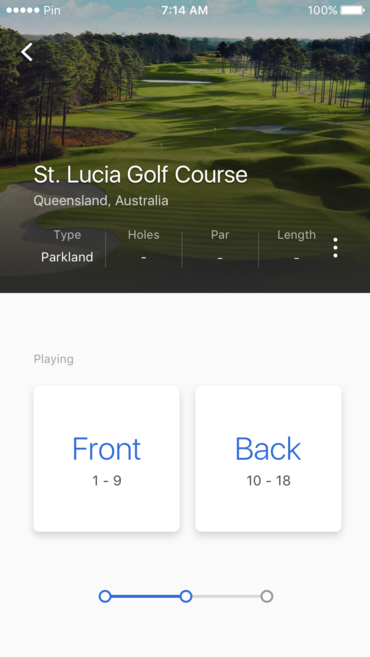 Pin 7:14 AM 100%
St. Lucia Golf Course
Queensland, Australia
Type Holes Par Length
Parkland - - -
Playing
Front Back
1 - 9 10 - 18